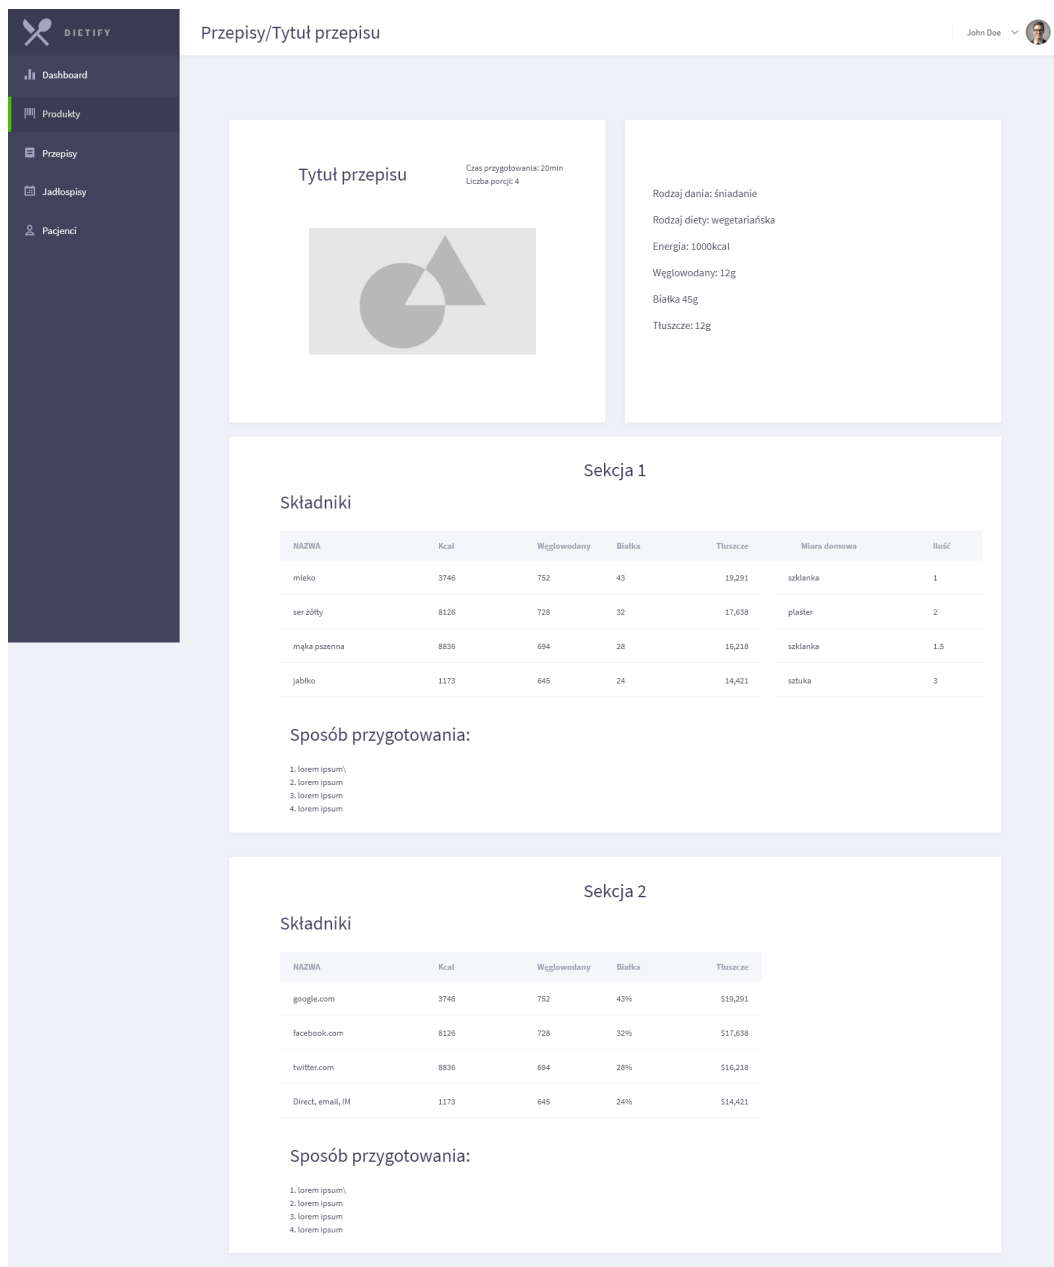 DIETIFY
Przepisy/Tytuł przepisu
John Doe
Dashboard
Produkty
Przepisy
Jadłospisy
Pacjenci
Tytuł przepisu
Czas przygotowania: 20min
Liczba porcji: 4
Rodzaj dania: śniadanie
Rodzaj diety: wegetariańska
Energia: 1000kcal
Węglowodany: 12g
Białka 45g
Tłuszcze: 12g
Sekcja 1
Składniki
NAZWA Kcal Węglowodany Białka Tłuszcze Miara domowa Ilość
mleko 3746 752 43 19,291 szklanka 1
ser żółty 8126 728 32 17,638 plaster 2
mąka pszenna 8836 694 28 16,218 szklanka 1.5
jabłko 1173 645 24 14,421 sztuka 3
Sposób przygotowania:
1. lorem ipsum\
2. lorem ipsum
3. lorem ipsum
4. lorem ipsum
Sekcja 2
Składniki
NAZWA Kcal Węglowodany Białka Tłuszcze
google.com 3746 752 43% $19,291
facebook.com 8126 728 32% $17,638
twitter.com 8836 694 28% $16,218
Direct, email, IM 1173 645 24% $14,421
Sposób przygotowania:
1. lorem ipsum\
2. lorem ipsum
3. lorem ipsum
4. lorem ipsum